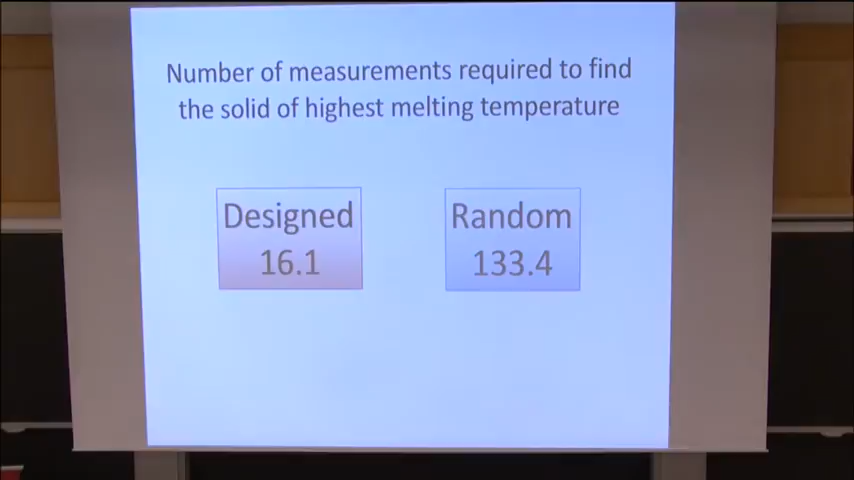 Number of measurements required to find
the solid of highest melting temperature
Designed
16.1
Random
133.4